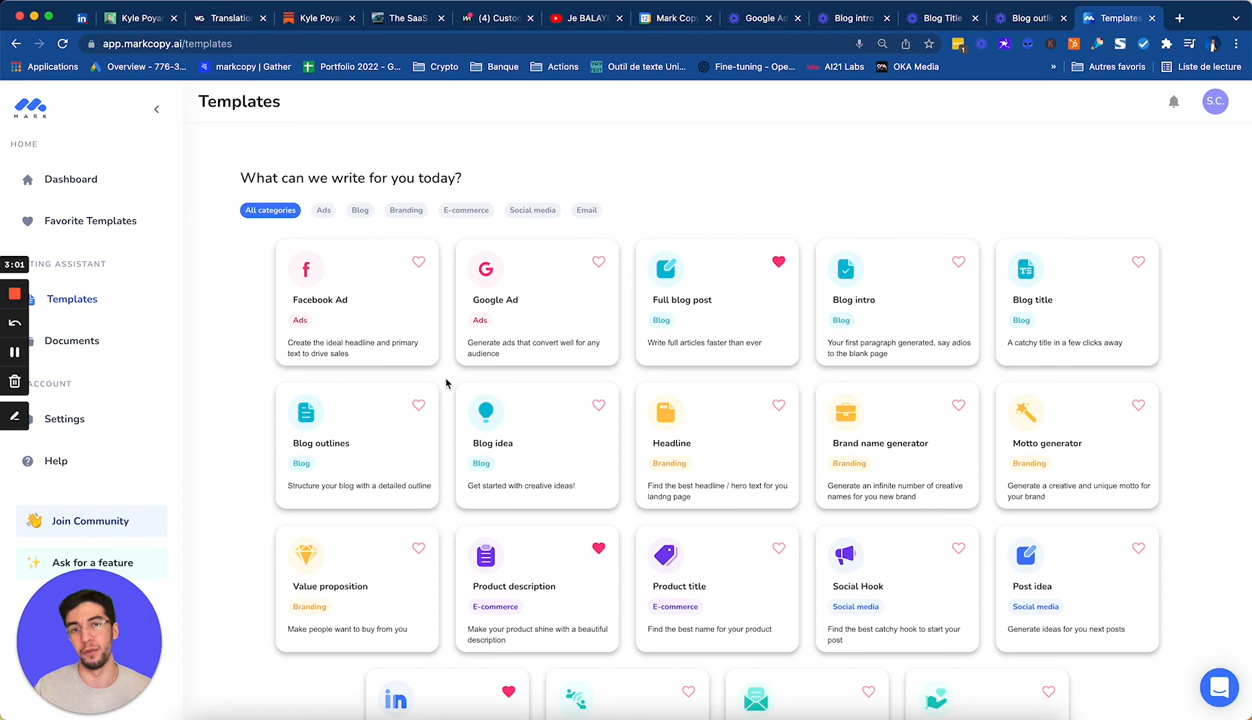 Kyle Poya
Translation
Kyle Poyar
The SaaS
(4) Custom
Je BALAYE
Mark Copy
Google Ad
Blog intro
Blog Title
Blog outli
Templates
app.markcopy.ai/templates
Applications
Overview - 776-3...
markcopy | Gather
Portfolio 2022 - G...
Crypto
Banque
Actions
Outil de texte Uni...
Fine-tuning - Ope...
AI21 Labs
OKA Media
»
Autres favoris
Liste de lecture
MARK
Templates
S.C.
HOME
Dashboard
Favorite Templates
3:01
TING ASSISTANT
Templates
Documents
ACCOUNT
Settings
Help
👋 Join Community
✨ Ask for a feature
What can we write for you today?
All categories
Ads
Blog
Branding
E-commerce
Social media
Email
Facebook Ad
Ads
Create the ideal headline and primary
text to drive sales
Google Ad
Ads
Generate ads that convert well for any
audience
Full blog post
Blog
Write full articles faster than ever
Blog intro
Blog
Your first paragraph generated, say adios
to the blank page
Blog title
Blog
A catchy title in a few clicks away
Blog outlines
Blog
Structure your blog with a detailed outline
Blog idea
Blog
Get started with creative ideas!
Headline
Branding
Find the best headline / hero text for you
landng page
Brand name generator
Branding
Generate an infinite number of creative
names for you new brand
Motto generator
Branding
Generate a creative and unique motto for
your brand
Value proposition
Branding
Make people want to buy from you
Product description
E-commerce
Make your product shine with a beautiful
description
Product title
E-commerce
Find the best name for your product
Social Hook
Social media
Find the best catchy hook to start your
post
Post idea
Social media
Generate ideas for you next posts